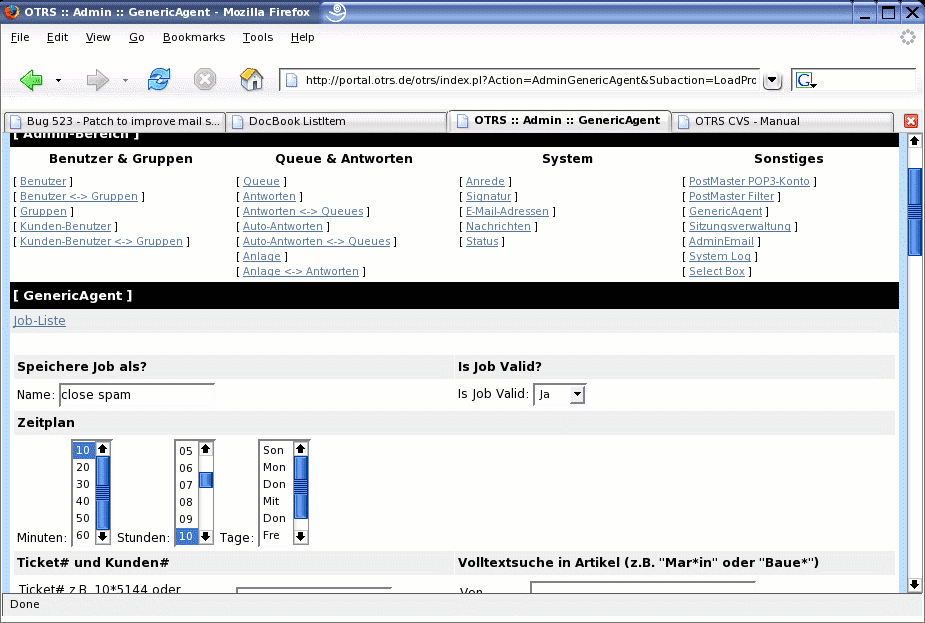 OTRS :: Admin :: GenericAgent - Mozilla Firefox
File Edit View Go Bookmarks Tools Help
http://portal.otrs.de/otrs/index.pl?Action=AdminGenericAgent&Subaction=LoadPro
G
Bug 523 - Patch to improve mail s... DocBook ListItem OTRS :: Admin :: GenericAgent OTRS CVS - Manual
[ Admin-Bereich ]
Benutzer & Gruppen Queue & Antworten System Sonstiges
[ Benutzer ] [ Queue ] [ Anrede ] [ PostMaster POP3-Konto ]
[ Benutzer <-> Gruppen ] [ Antworten ] [ Signatur ] [ PostMaster Filter ]
[ Gruppen ] [ Antworten <-> Queues ] [ E-Mail-Adressen ] [ GenericAgent ]
[ Kunden-Benutzer ] [ Auto-Antworten ] [ Nachrichten ] [ Sitzungsverwaltung ]
[ Kunden-Benutzer <-> Gruppen ] [ Auto-Antworten <-> Queues ] [ Status ] [ AdminEmail ]
[ Anlage ] [ System Log ]
[ Anlage <-> Antworten ] [ Select Box ]
[ GenericAgent ]
Job-Liste
Speichere Job als? Is Job Valid?
Name: close spam Is Job Valid: Ja
Zeitplan
10 05 Son
20 06 Mon
30 07 Don
40 08 Mit
50 09 Don
Minuten: 60 Stunden: 10 Tage: Fre
Ticket# und Kunden# Volltextsuche in Artikel (z.B. "Mar*in" oder "Baue*")
Ticket# z.B. 10*5144 oder Von
Done